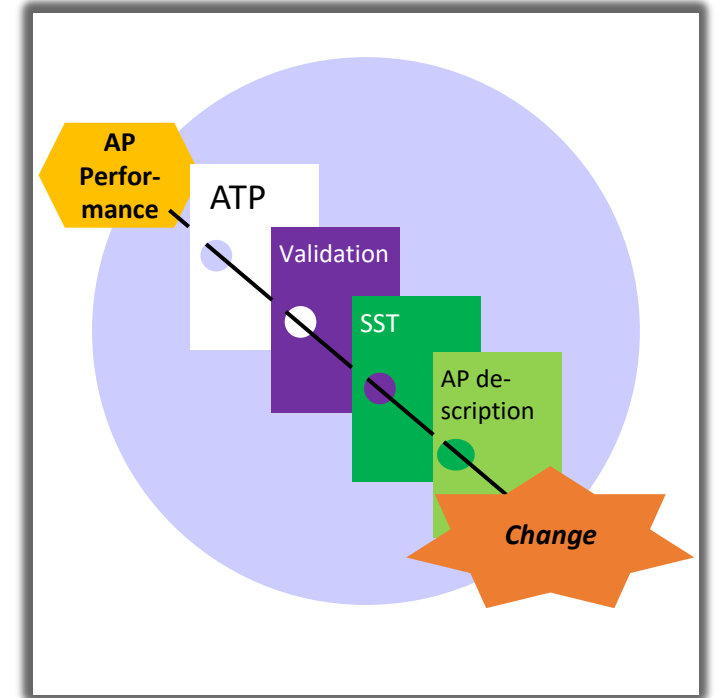 AP
Perfor-
mance
ATP
Validation
SST
AP de-
scription
Change